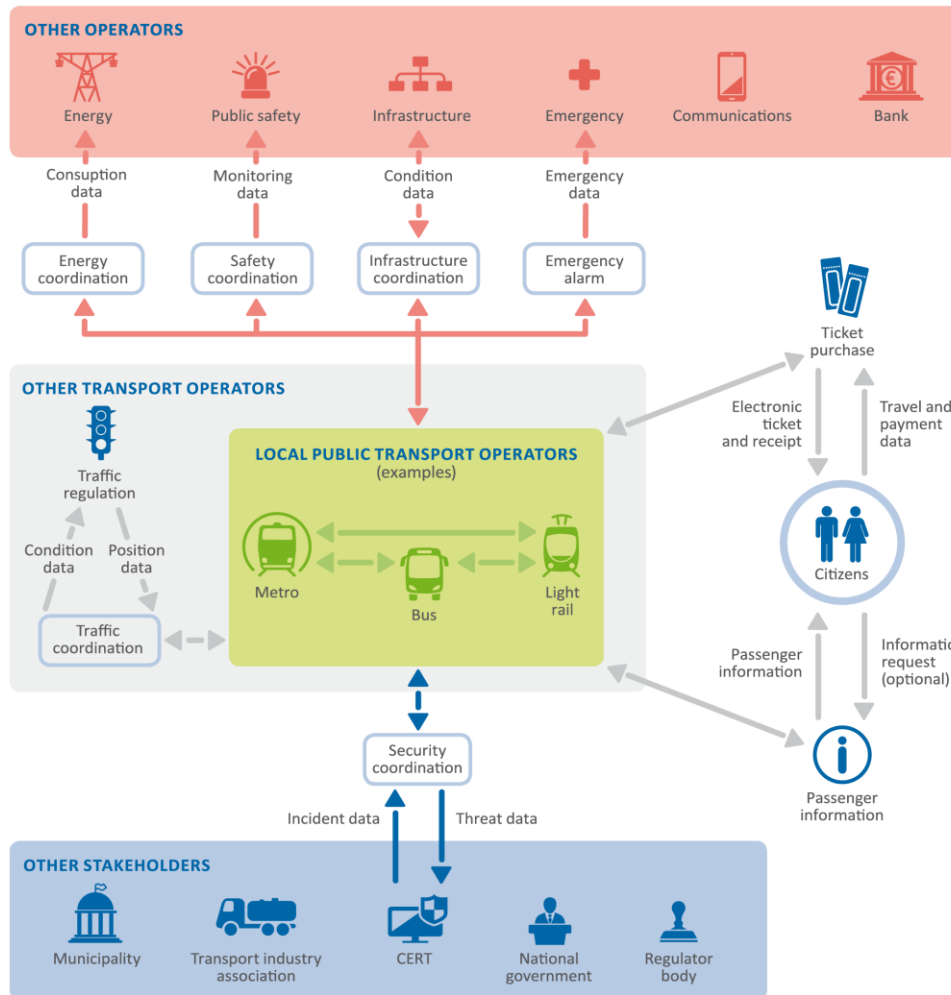 OTHER OPERATORS
Energy
Public safety
Infrastructure
Emergency
Communications
Bank
Consuption
data
Monitoring
data
Condition
data
Emergency
data
Energy
coordination
Safety
coordination
Infrastructure
coordination
Emergency
alarm
Ticket
purchase
OTHER TRANSPORT OPERATORS
Traffic
regulation
Condition
data
Position
data
Traffic
coordination
LOCAL PUBLIC TRANSPORT OPERATORS
(examples)
Metro
Bus
Light
rail
Electronic
ticket
and receipt
Travel and
payment
data
Citizens
Passenger
information
Informatic
request
(optional)
Passenger
information
Security
coordination
Incident data
Threat data
OTHER STAKEHOLDERS
Municipality
Transport industry
association
CERT
National
government
Regulator
body